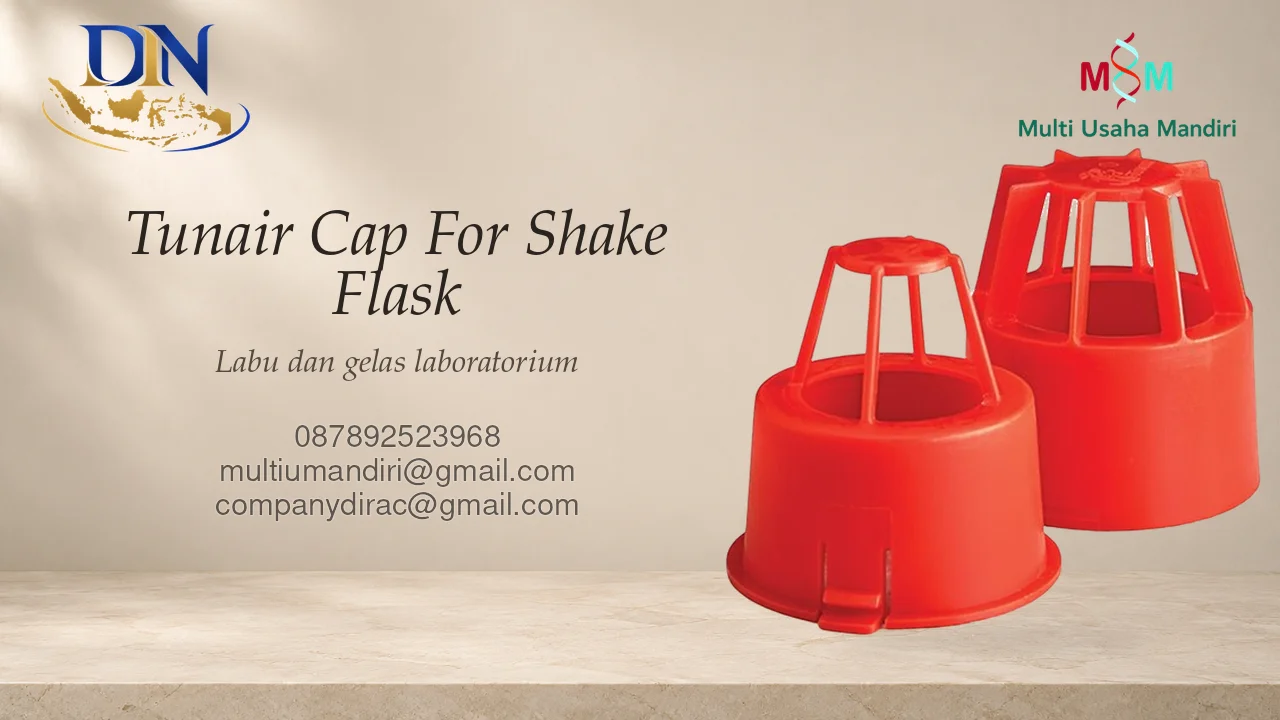 DN
M M
Multi Usaha Mandiri
Tunair Cap For Shake
Flask
Labu dan gelas laboratorium
087892523968
multiumandiri@gmail.com
companydirac@gmail.com